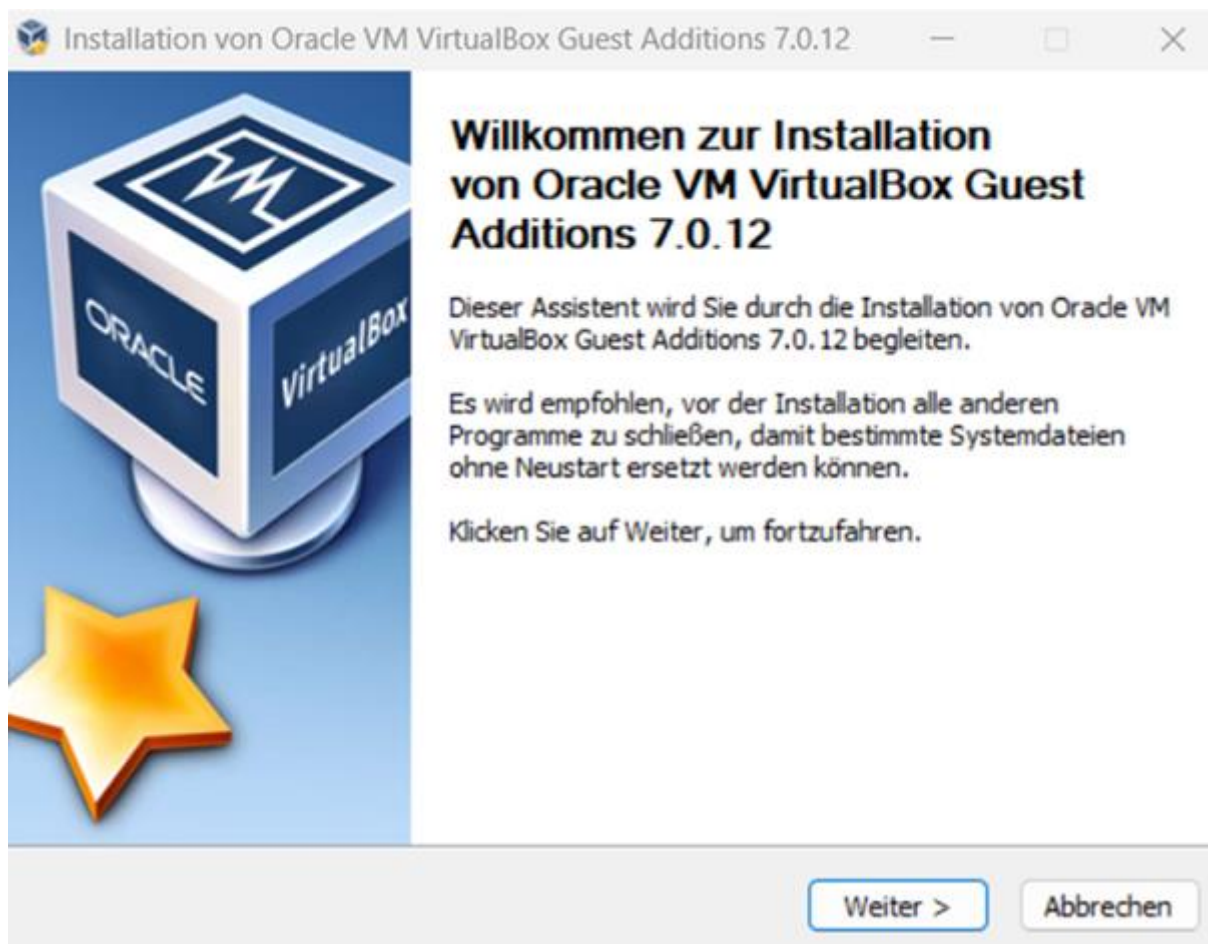 Installation von Oracle VM VirtualBox Guest Additions 7.0.12
Willkommen zur Installation
von Oracle VM VirtualBox Guest
Additions 7.0.12
ORACLE
VirtualBox
Dieser Assistent wird Sie durch die Installation von Oracle VM
VirtualBox Guest Additions 7.0.12 begleiten.
Es wird empfohlen, vor der Installation alle anderen
Programme zu schließen, damit bestimmte Systemdateien
ohne Neustart ersetzt werden können.
Klicken Sie auf Weiter, um fortzufahren.
Weiter >
Abbrechen